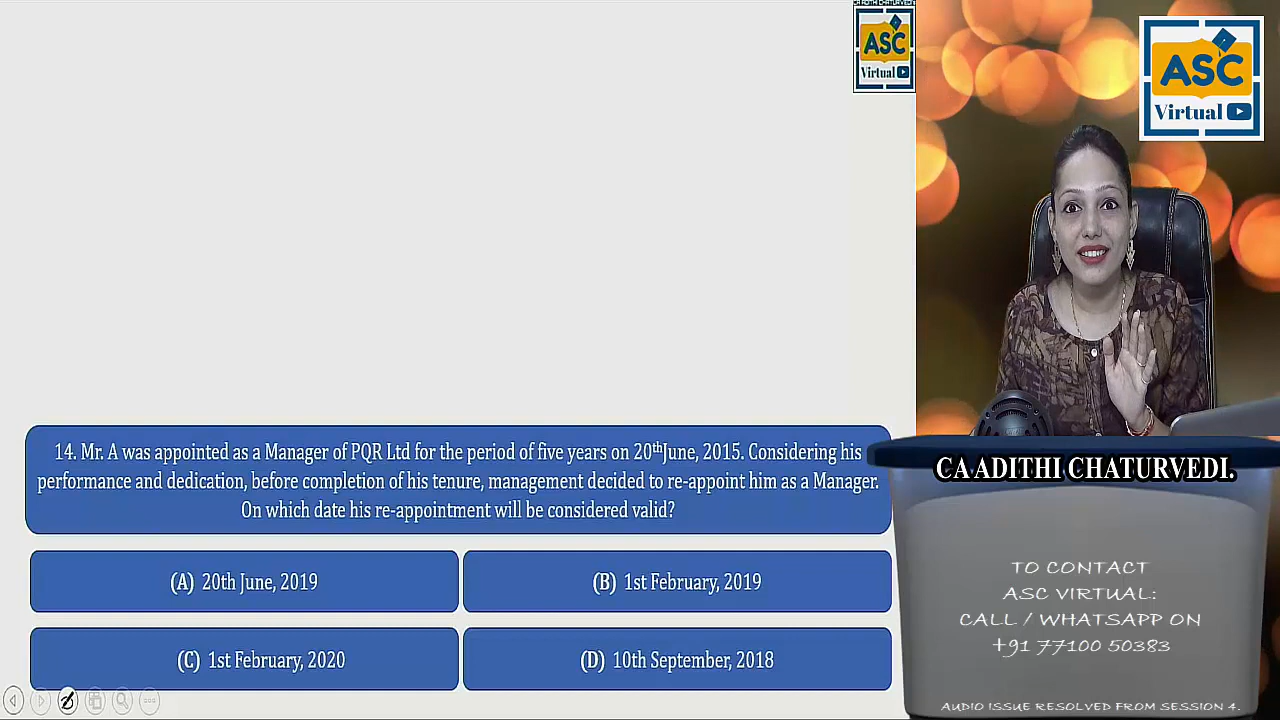 CA ADITHI CHATURVEDI
ASC
Virtual
ASC
Virtual
14. Mr. A was appointed as a Manager of PQR Ltd for the period of five years on 20thJune, 2015. Considering his
performance and dedication, before completion of his tenure, management decided to re-appoint him as a Manager.
On which date his re-appointment will be considered valid?
(A) 20th June, 2019
(B) 1st February, 2019
(C) 1st February, 2020
(D) 10th September, 2018
CA ADITHI CHATURVEDI.
TO CONTACT
ASC VIRTUAL:
CALL / WHATSAPP ON
+91 77100 50383
AUDIO ISSUE RESOLVED FROM SESSION 4.